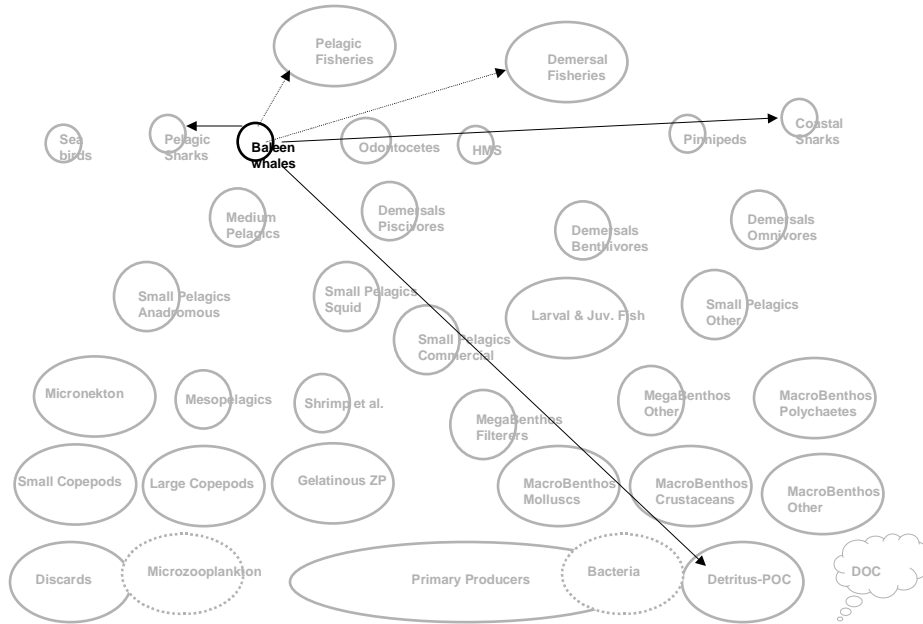 Pelagic
Fisheries
Demersal
Fisheries
Sea
birds
Pelagic
Sharks
Baleen
whales
Odontocetes
HMS
Pinnipeds
Coastal
Sharks
Medium
Pelagics
Demersals
Piscivores
Demersals
Benthivores
Demersals
Omnivores
Small Pelagics
Anadromous
Small Pelagics
Squid
Small Pelagics
Commercial
Larval & Juv. Fish
Small Pelagics
Other
Micronekton
Mesopelagics
Shrimp et al.
MegaBenthos
Filterers
MegaBenthos
Other
MacroBenthos
Polychaetes
Small Copepods
Large Copepods
Gelatinous ZP
MacroBenthos
Molluscs
MacroBenthos
Crustaceans
MacroBenthos
Other
Discards
Microzooplankton
Primary Producers
Bacteria
Detritus-POC
DOC